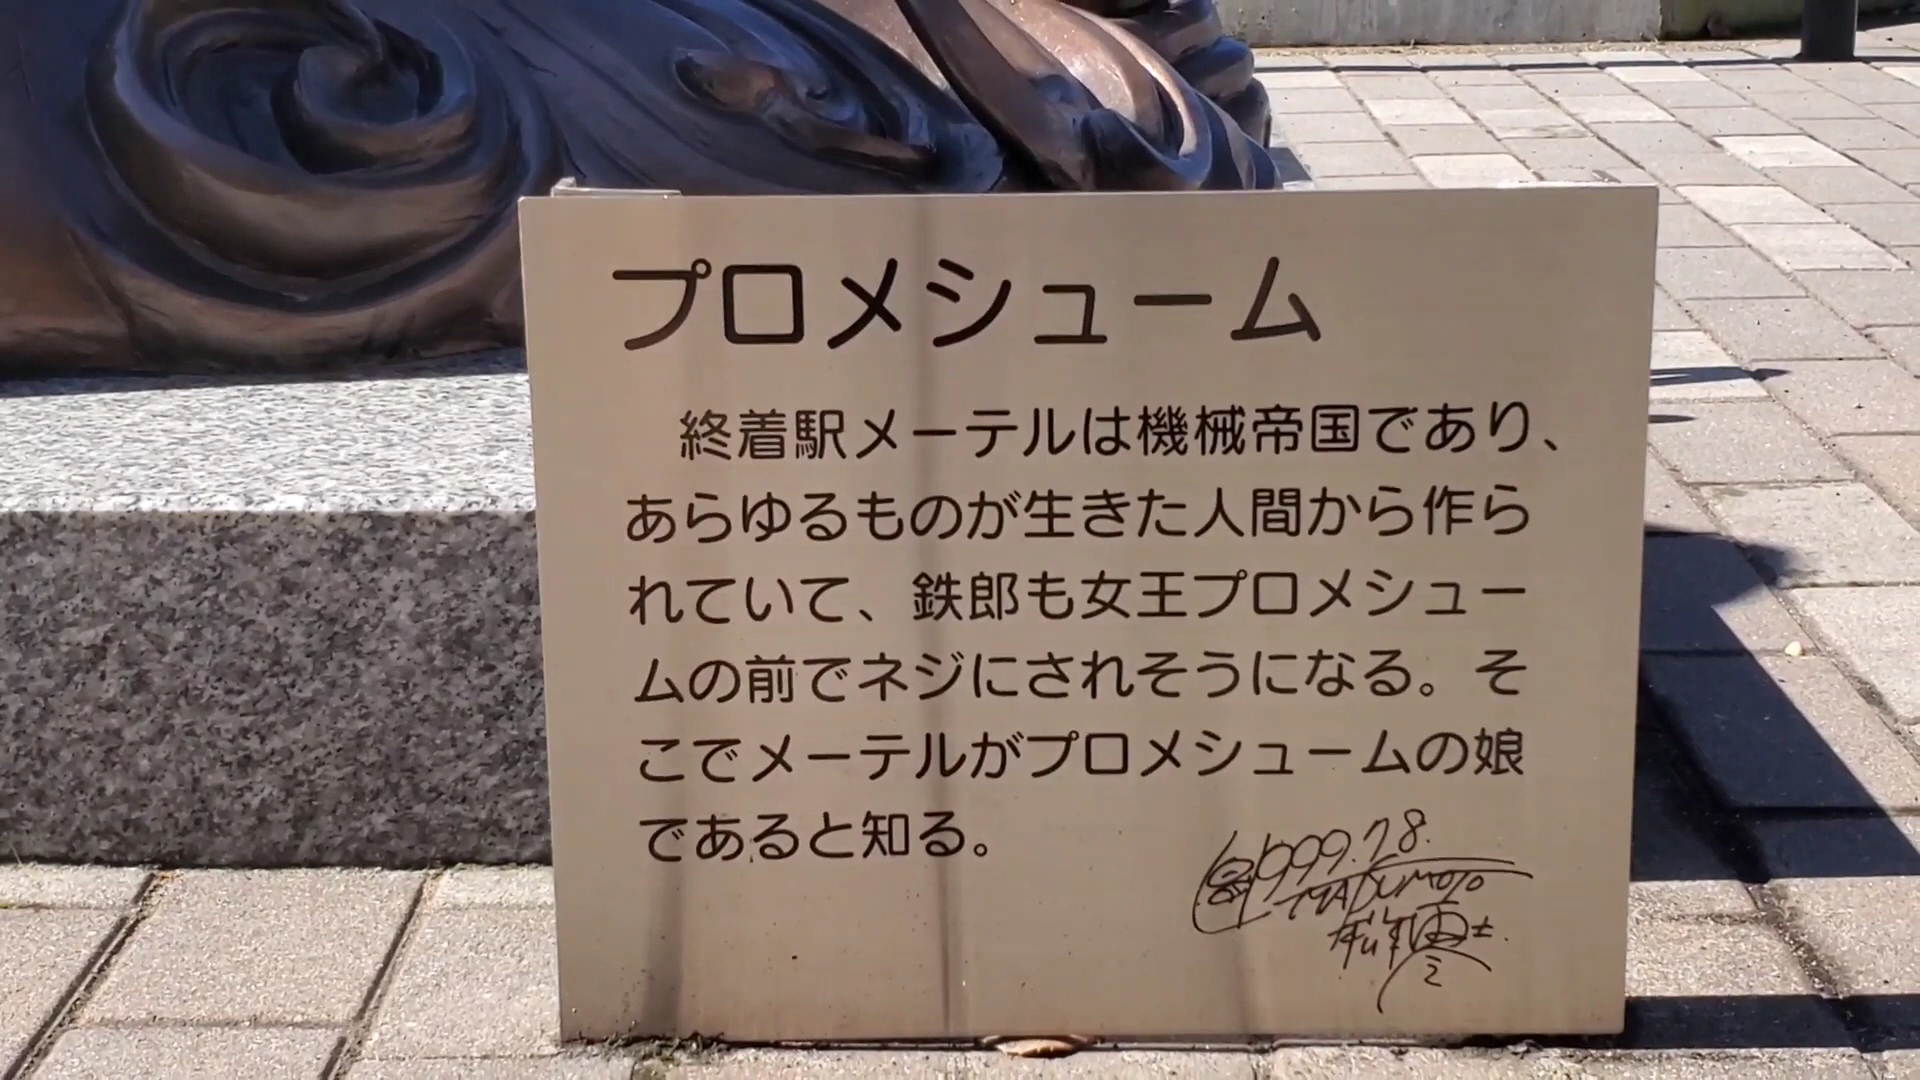 プロメシューム
終着駅メーテルは機械帝国であり、
あらゆるものが生きた人間から作ら
れていて、鉄郎も女王プロメシュー
ムの前でネジにされそうになる。そ
こでメーテルがプロメシュームの娘
であると知る。
1999.7.8.